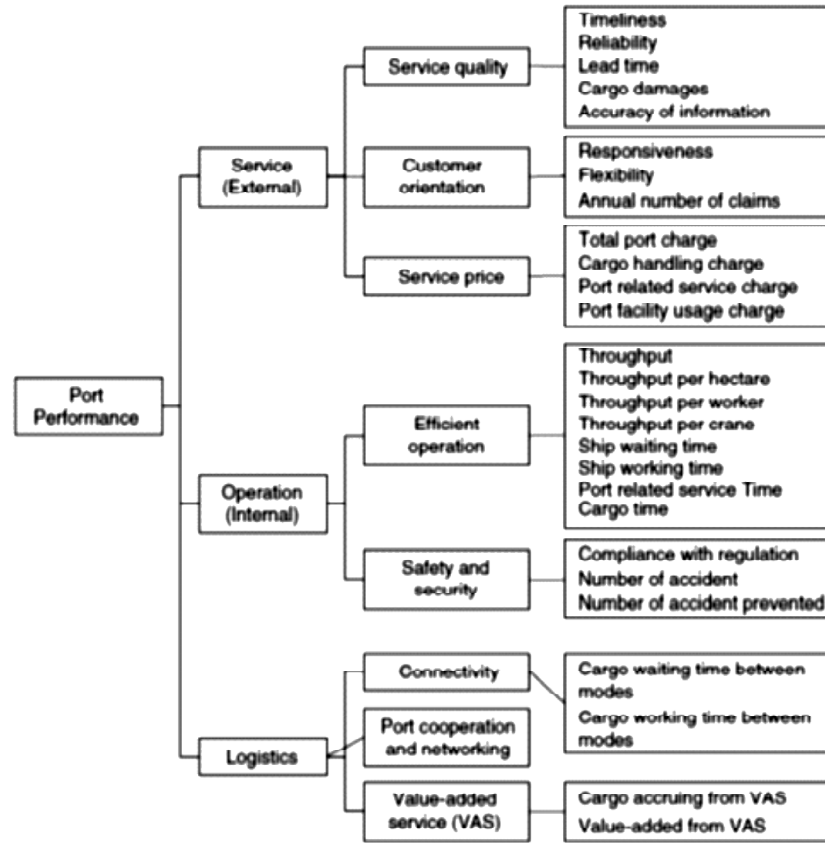 Port
Performance
Service
(External)
Service quality
Timeliness
Reliability
Lead time
Cargo damages
Accuracy of information
Customer
orientation
Responsiveness
Flexibility
Annual number of claims
Service price
Total port charge
Cargo handling charge
Port related service charge
Port facility usage charge
Operation
(Internal)
Efficient
operation
Throughput
Throughput per hectare
Throughput per worker
Throughput per crane
Ship waiting time
Ship working time
Port related service Time
Cargo time
Safety and
security
Compliance with regulation
Number of accident
Number of accident prevented
Logistics
Connectivity
Cargo waiting time between
modes
Cargo working time between
modes
Port cooperation
and networking
Value-added
service (VAS)
Cargo accruing from VAS
Value-added from VAS